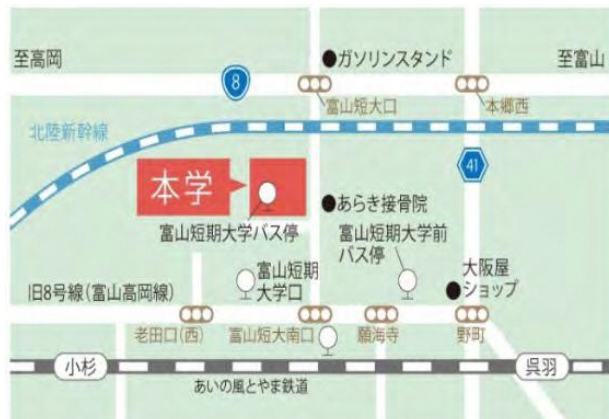 至高岡
ガソリンスタンド
至富山
8
富山短大口
本郷西
北陸新幹線
本学
41
富山短期大学バス停
あらき接骨院
富山短期大学前
バス停
富山短期
大学口
大阪屋
ショップ
旧8号線(富山高岡線)
老田口(西)
富山短大南口
願海寺
野町
小杉
呉羽
あいの風とやま鉄道